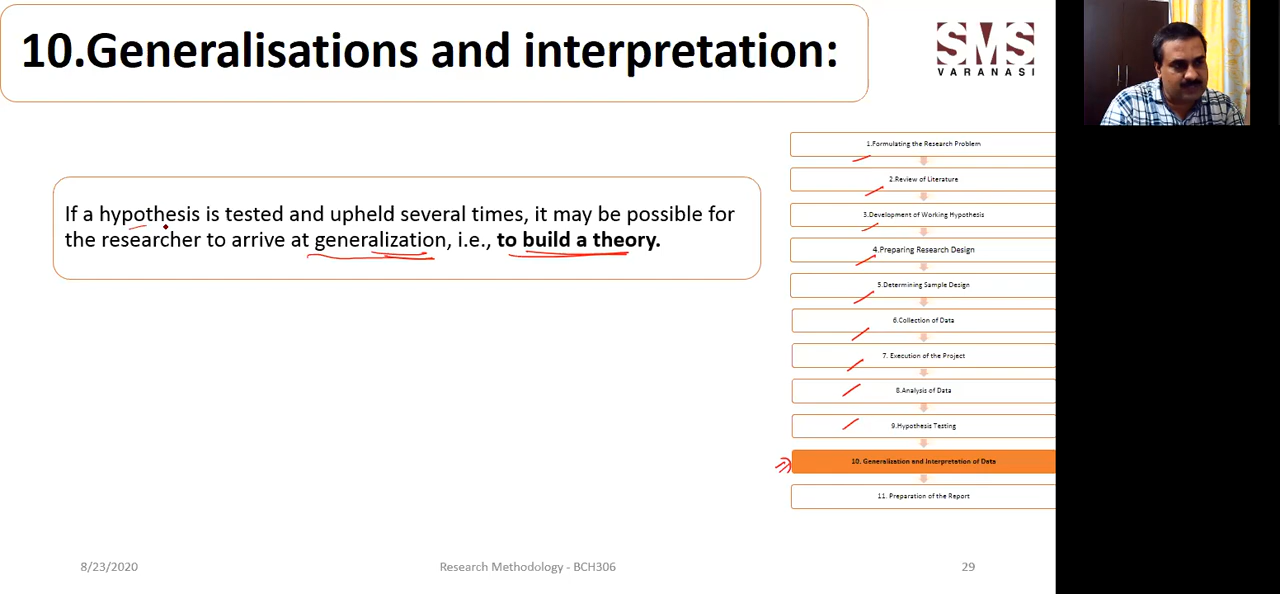 10.Generalisations and interpretation:
SMS
VARANASI
If a hypothesis is tested and upheld several times, it may be possible for
the researcher to arrive at generalization, i.e., to build a theory.
1.Formulating the Research Problem
2.Review of Literature
3.Development of Working Hypothesis
4.Preparing Research Design
5.Determining Sample Design
6.Collection of Data
7. Execution of the Project
8.Analysis of Data
9.Hypothesis Testing
10. Generalization and Interpretation of Data
11. Preparation of the Report
8/23/2020
Research Methodology - BCH306
29